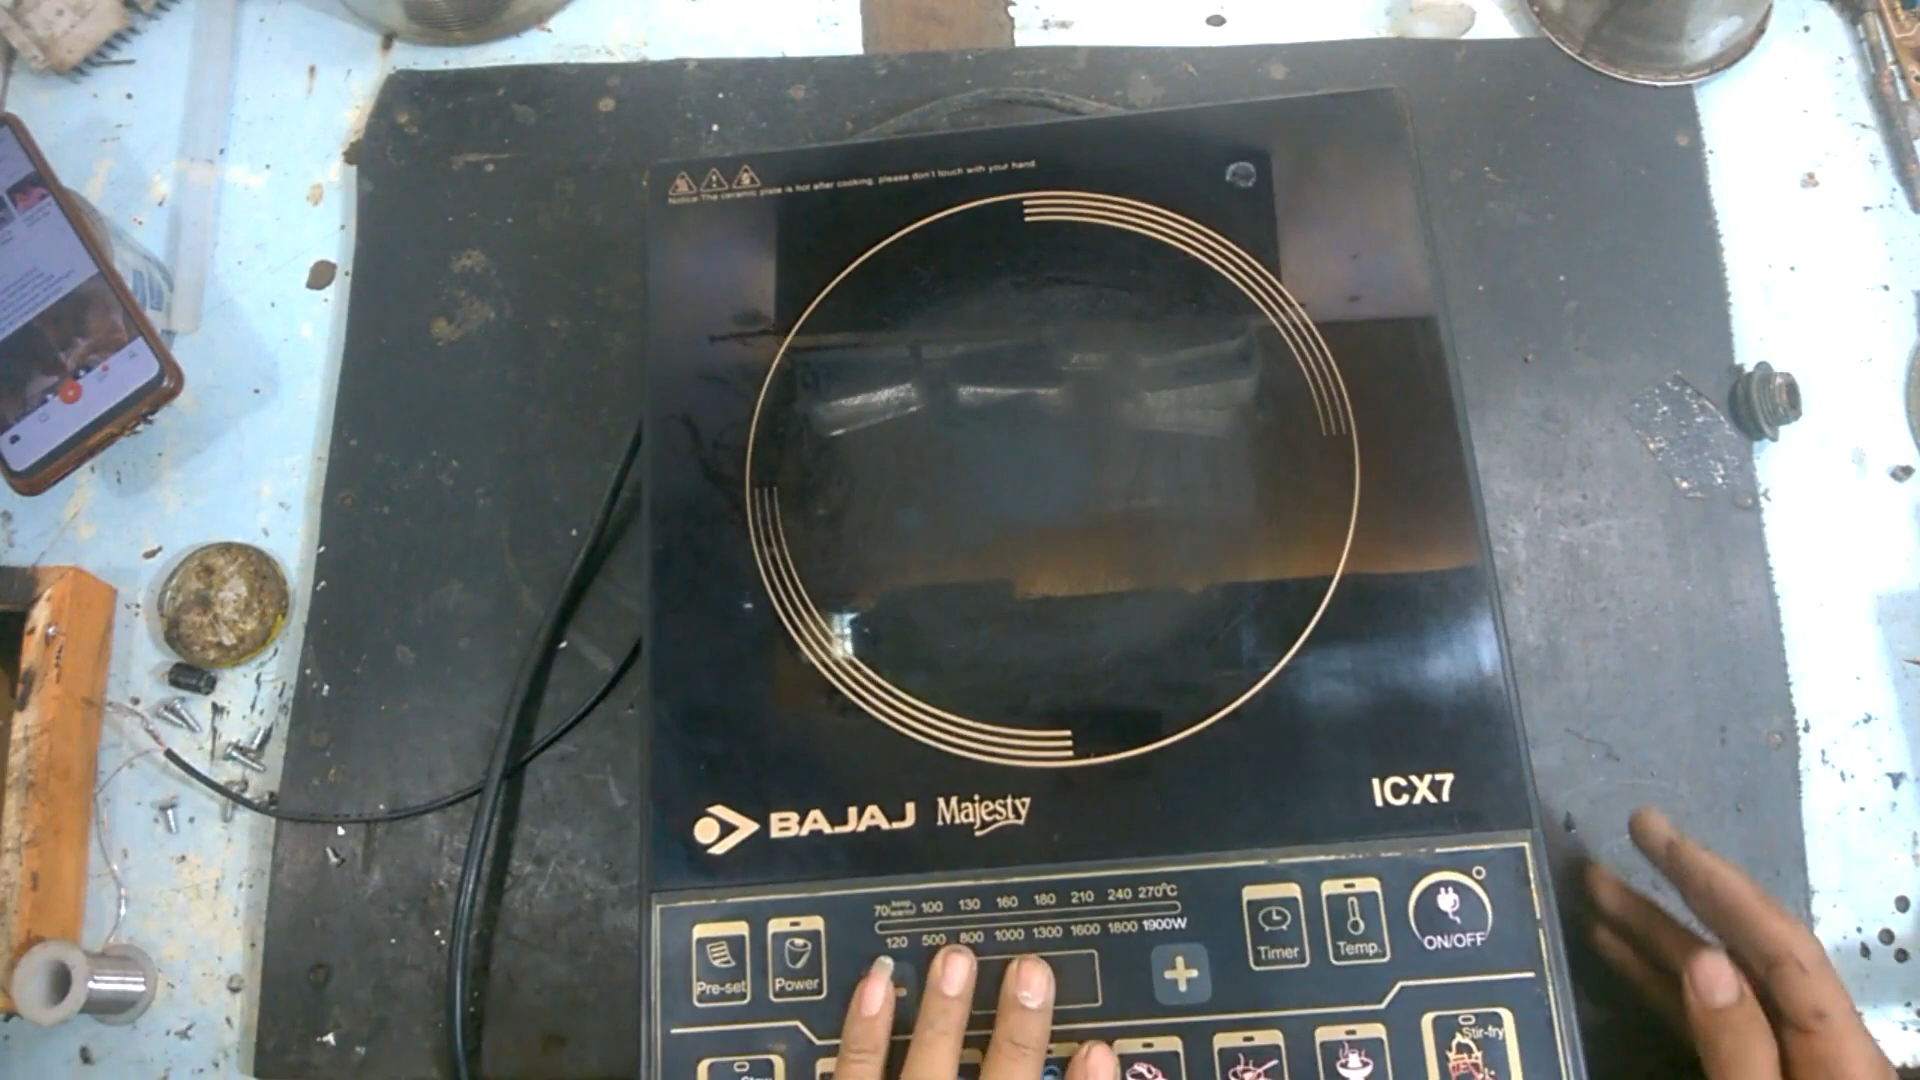 Notice:The ceramic plate is hot after cooking, please don't touch with your hand
BAJAJ Majesty
ICX7
70 (keep warm) 100 130 160 180 210 240 270°C
120 500 800 1000 1300 1600 1800 1900W
Pre-set
Power
-
+
Timer
Temp.
ON/OFF
Stir-fry